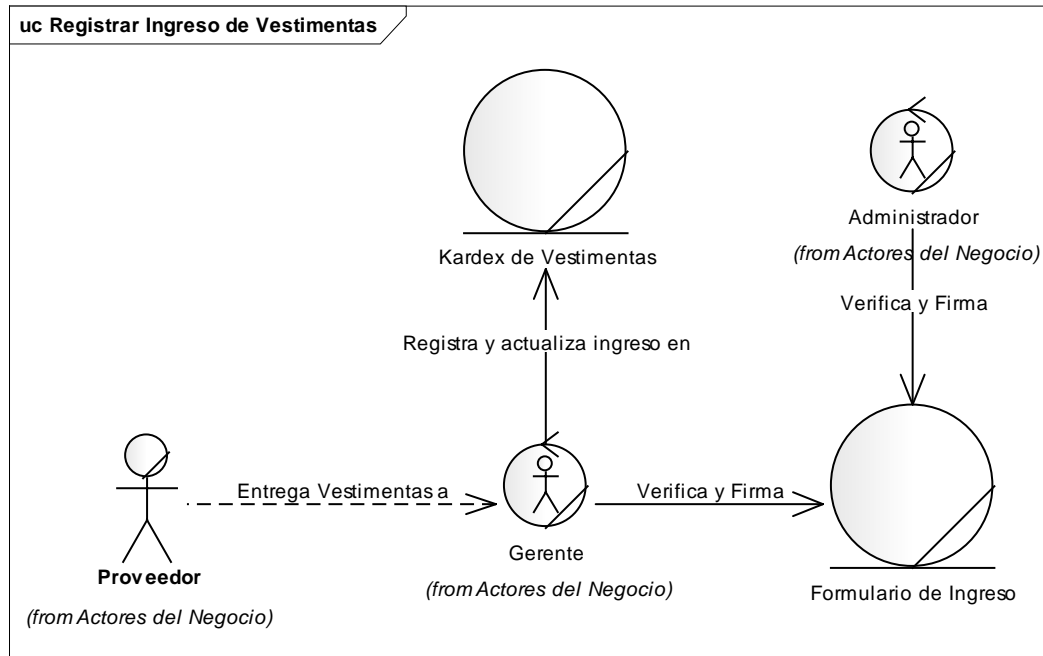 uc Registrar Ingreso de Vestimentas
Kardex de Vestimentas
Administrador
(from Actores del Negocio)
Verifica y Firma
Registra y actualiza ingreso en
Entrega Vestimentas a
Verifica y Firma
Proveedor
(from Actores del Negocio)
Gerente
(from Actores del Negocio)
Formulario de Ingreso